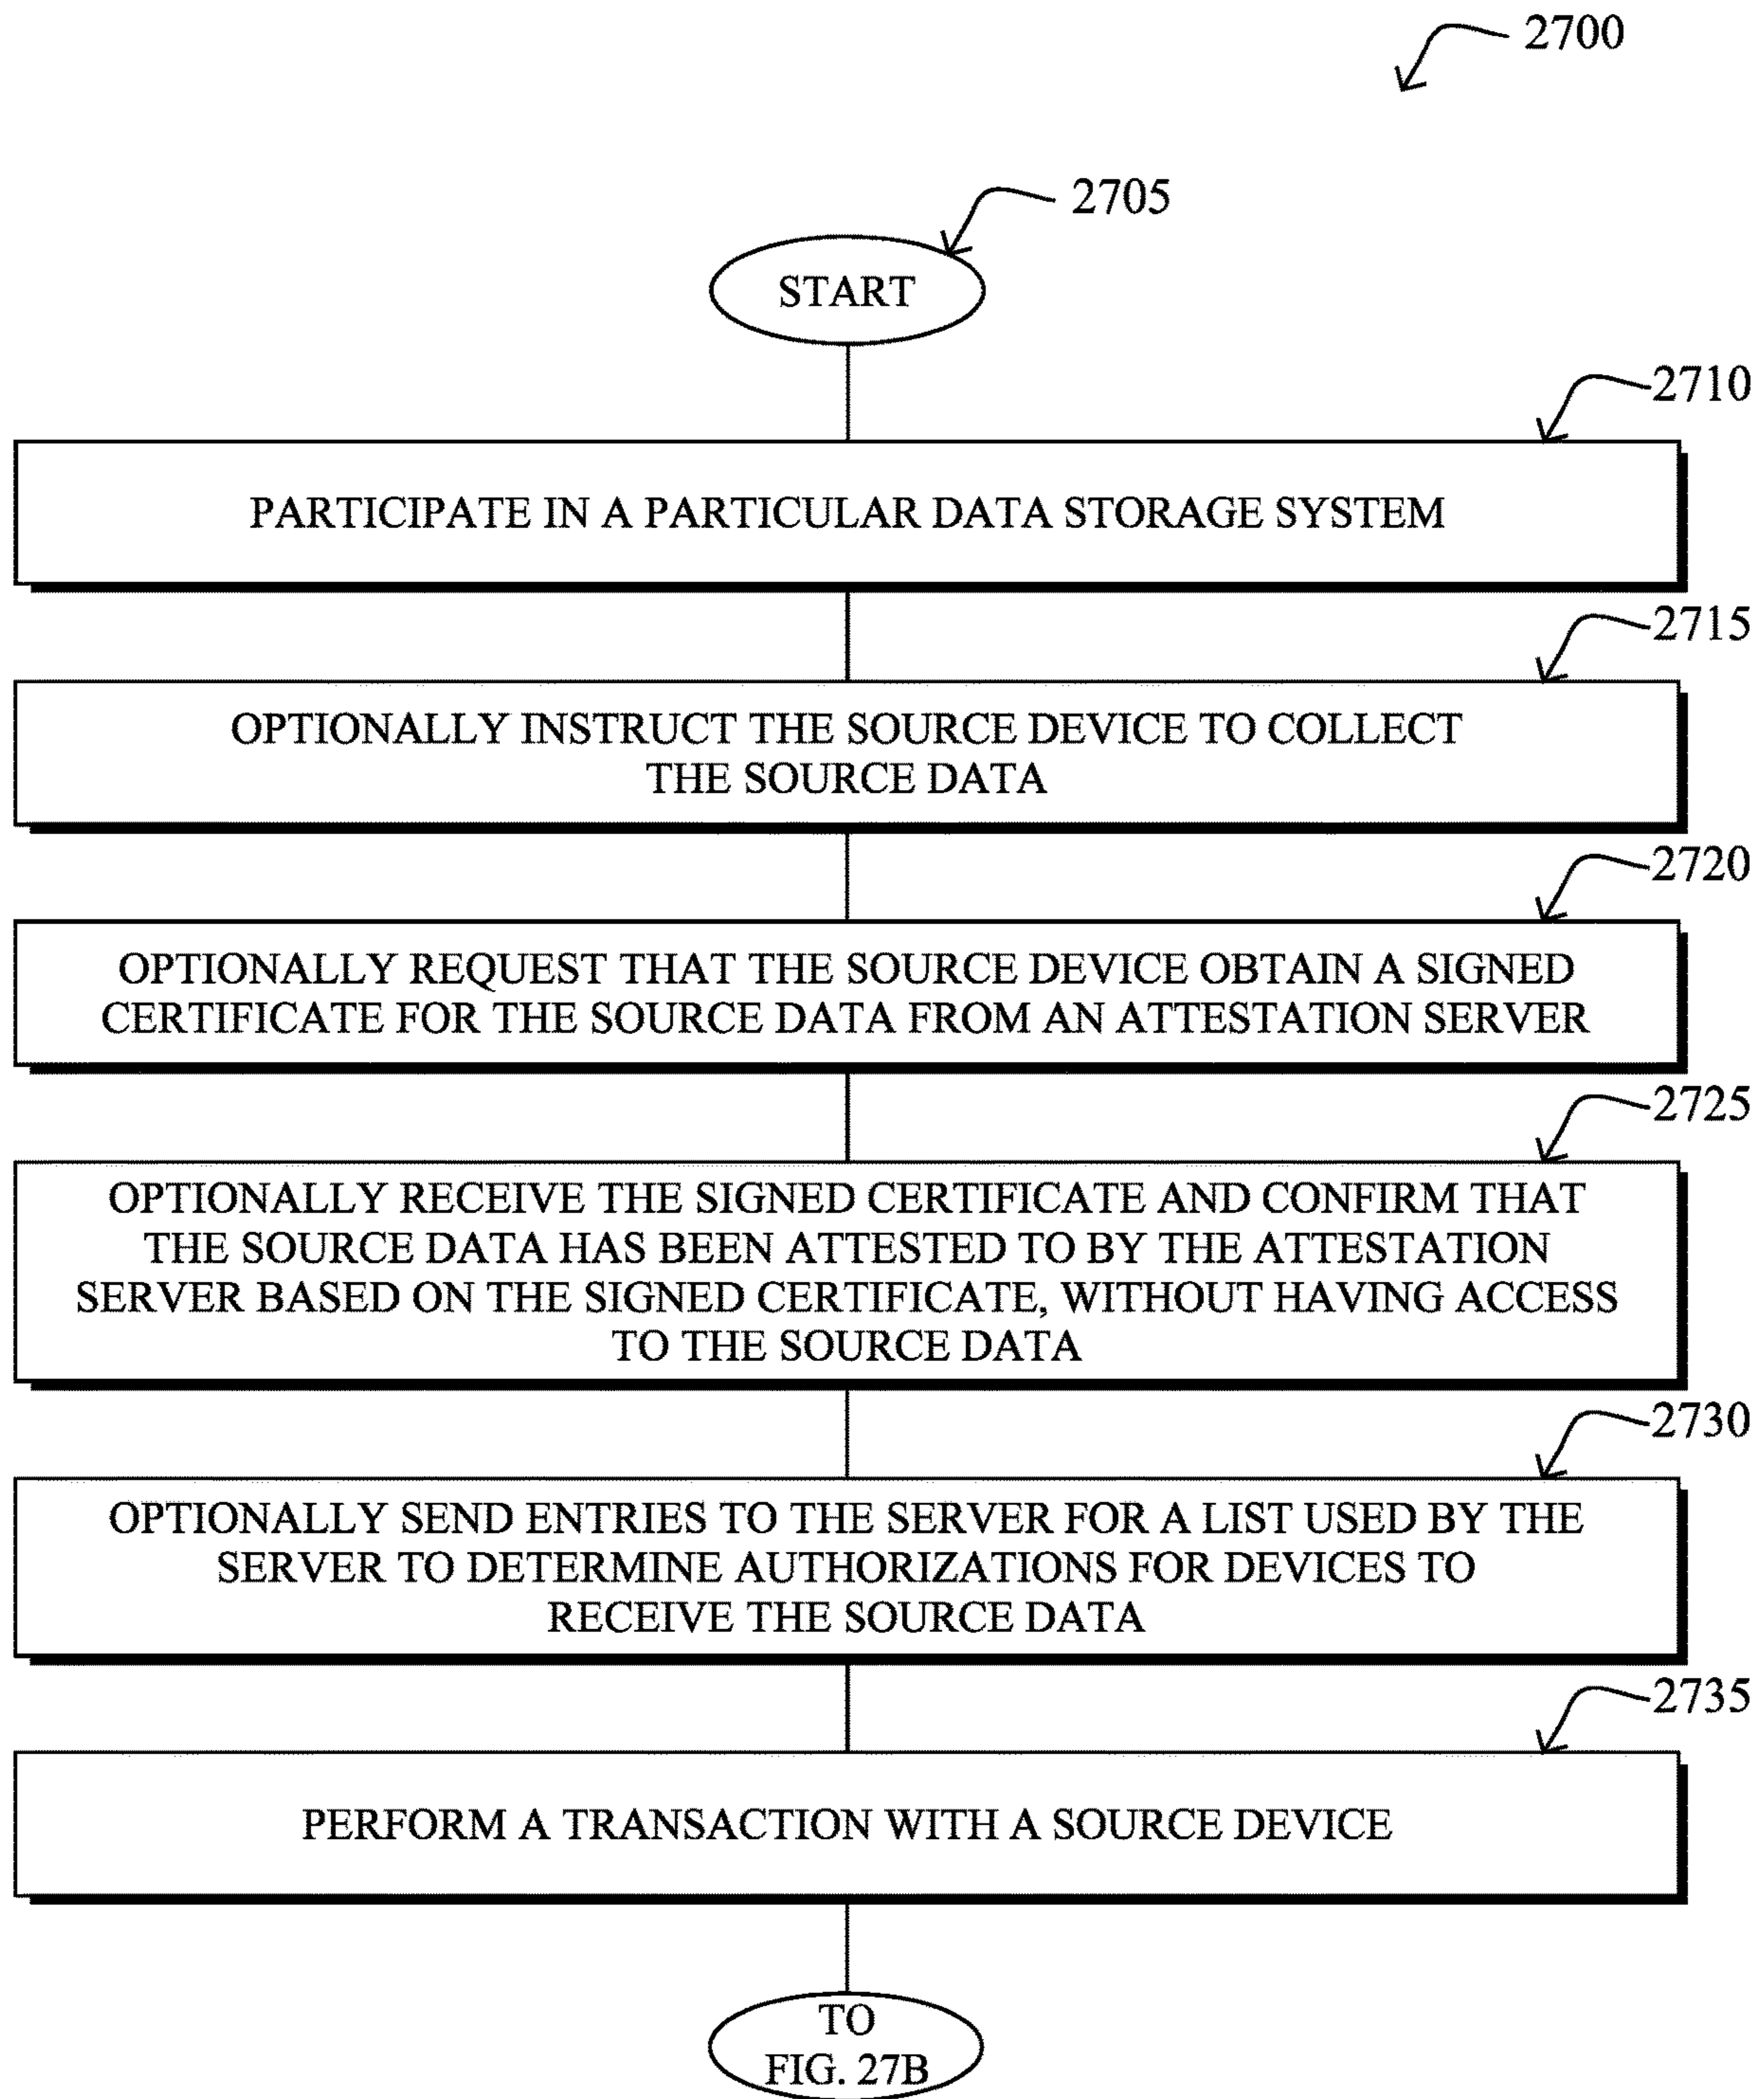 2700
2705
START
2710
PARTICIPATE IN A PARTICULAR DATA STORAGE SYSTEM
2715
OPTIONALLY INSTRUCT THE SOURCE DEVICE TO COLLECT
THE SOURCE DATA
2720
OPTIONALLY REQUEST THAT THE SOURCE DEVICE OBTAIN A SIGNED
CERTIFICATE FOR THE SOURCE DATA FROM AN ATTESTATION SERVER
2725
OPTIONALLY RECEIVE THE SIGNED CERTIFICATE AND CONFIRM THAT
THE SOURCE DATA HAS BEEN ATTESTED TO BY THE ATTESTATION
SERVER BASED ON THE SIGNED CERTIFICATE, WITHOUT HAVING ACCESS
TO THE SOURCE DATA
2730
OPTIONALLY SEND ENTRIES TO THE SERVER FOR A LIST USED BY THE
SERVER TO DETERMINE AUTHORIZATIONS FOR DEVICES TO
RECEIVE THE SOURCE DATA
2735
PERFORM A TRANSACTION WITH A SOURCE DEVICE
TO
FIG. 27B